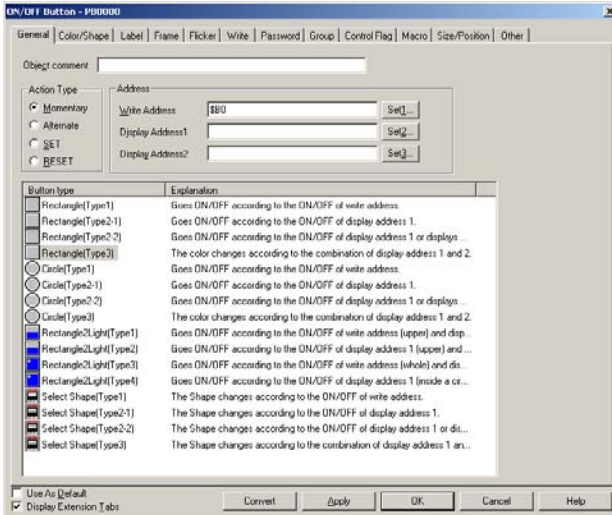 ON/OFF Button - PB0000
General Color/Shape Label Frame Flicker Write Password Group Control Flag Macro Size/Position Other
Object comment
Action Type
Address
Momentary
Write Address $B0 Set1...
Alternate
Display Address1 Set2...
SET
Display Address2 Set3...
RESET
Button type Explanation
Rectangle(Type1) Goes ON/OFF according to the ON/OFF of write address.
Rectangle(Type2-1) Goes ON/OFF according to the ON/OFF of display address 1.
Rectangle(Type2-2) Goes ON/OFF according to the ON/OFF of display address 1 or displays ...
Rectangle(Type3) The color changes according to the combination of display address 1 and 2.
Circle(Type1) Goes ON/OFF according to the ON/OFF of write address.
Circle(Type2-1) Goes ON/OFF according to the ON/OFF of display address 1.
Circle(Type2-2) Goes ON/OFF according to the ON/OFF of display address 1 or displays ...
Circle(Type3) The color changes according to the combination of display address 1 and 2.
Rectangle2Light(Type1) Goes ON/OFF according to the ON/OFF of write address (upper) and disp...
Rectangle2Light(Type2) Goes ON/OFF according to the ON/OFF of display address 1 (upper) and ...
Rectangle2Light(Type3) Goes ON/OFF according to the ON/OFF of write address (whole) and dis...
Rectangle2Light(Type4) Goes ON/OFF according to the ON/OFF of display address 1 (inside a cir...
Select Shape(Type1) The Shape changes according to the ON/OFF of write address.
Select Shape(Type2-1) The Shape changes according to the ON/OFF of display address 1.
Select Shape(Type2-2) The Shape changes according to the ON/OFF of display address 1 or dis...
Select Shape(Type3) The Shape changes according to the combination of display address 1 an...
Use As Default
Display Extension Tabs
Convert Apply OK Cancel Help